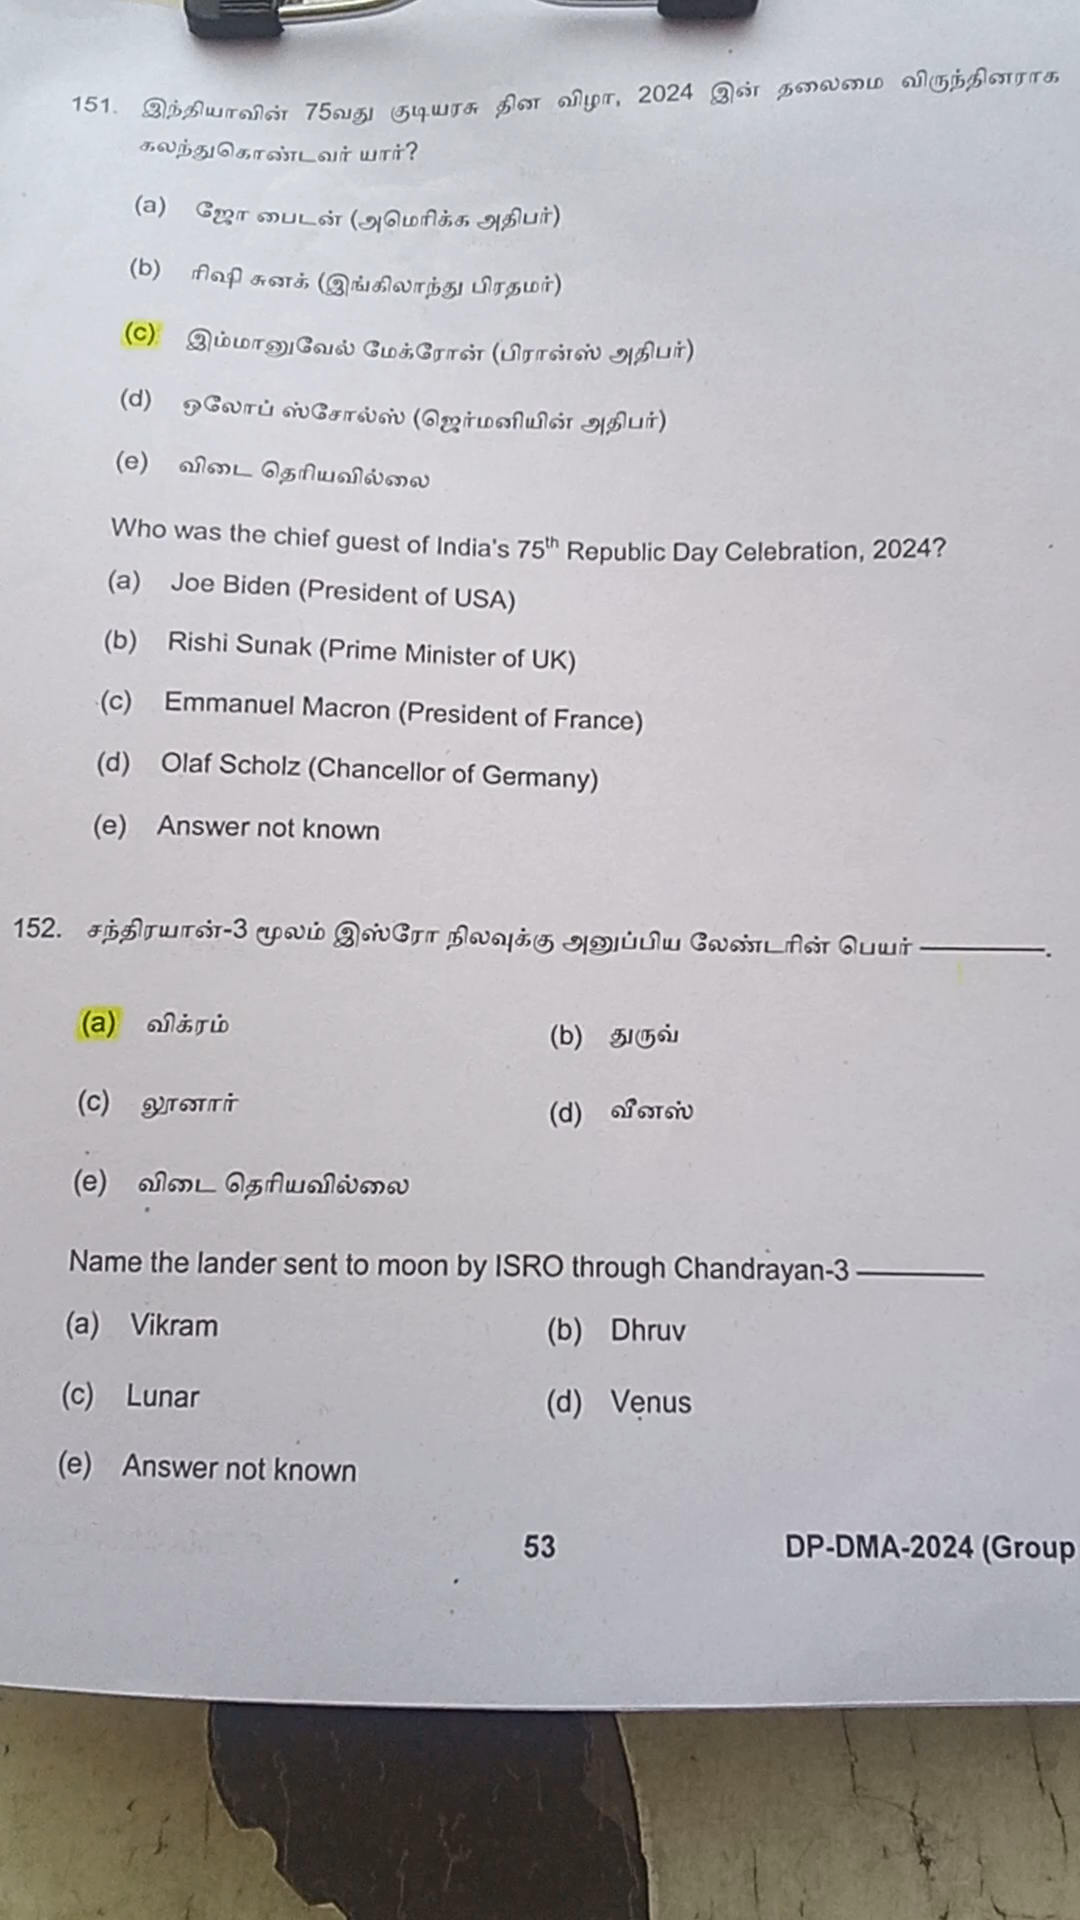 151. இந்தியாவின் 75வது குடியரசு தின விழா, 2024 இன் தலைமை விருந்தினராக
கலந்துகொண்டவர் யார்?
(a) ஜோ பைடன் (அமெரிக்க அதிபர்)
(b) ரிஷி சுனக் (இங்கிலாந்து பிரதமர்)
(c) இம்மானுவேல் மேக்ரோன் (பிரான்ஸ் அதிபர்)
(d) ஒலோப் ஸ்சோல்ஸ் (ஜெர்மனியின் அதிபர்)
(e) விடை தெரியவில்லை
Who was the chief guest of India's 75th Republic Day Celebration, 2024?
(a) Joe Biden (President of USA)
(b) Rishi Sunak (Prime Minister of UK)
(c) Emmanuel Macron (President of France)
(d) Olaf Scholz (Chancellor of Germany)
(e) Answer not known
152. சந்திரயான்-3 மூலம் இஸ்ரோ நிலவுக்கு அனுப்பிய லேண்டரின் பெயர் ————.
(a) விக்ரம் (b) துருவ்
(c) லூனார் (d) வீனஸ்
(e) விடை தெரியவில்லை
Name the lander sent to moon by ISRO through Chandrayan-3 ————
(a) Vikram (b) Dhruv
(c) Lunar (d) Venus
(e) Answer not known
53 DP-DMA-2024 (Group